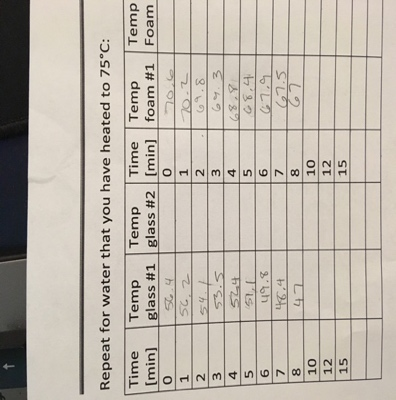 Repeat for water that you have heated to 75°C:
Time Temp Temp Time Temp Temp
[min] glass #1 glass #2 [min] foam #1 Foam
0 56.4 0 70.6
1 56.2 1 70.2
2 54.1 2 69.8
3 53.5 3 69.3
4 52.4 4 68.8
5 51.1 5 68.4
6 49.8 6 67.9
7 48.4 7 67.5
8 47 8 67
10 10
12 12
15 15